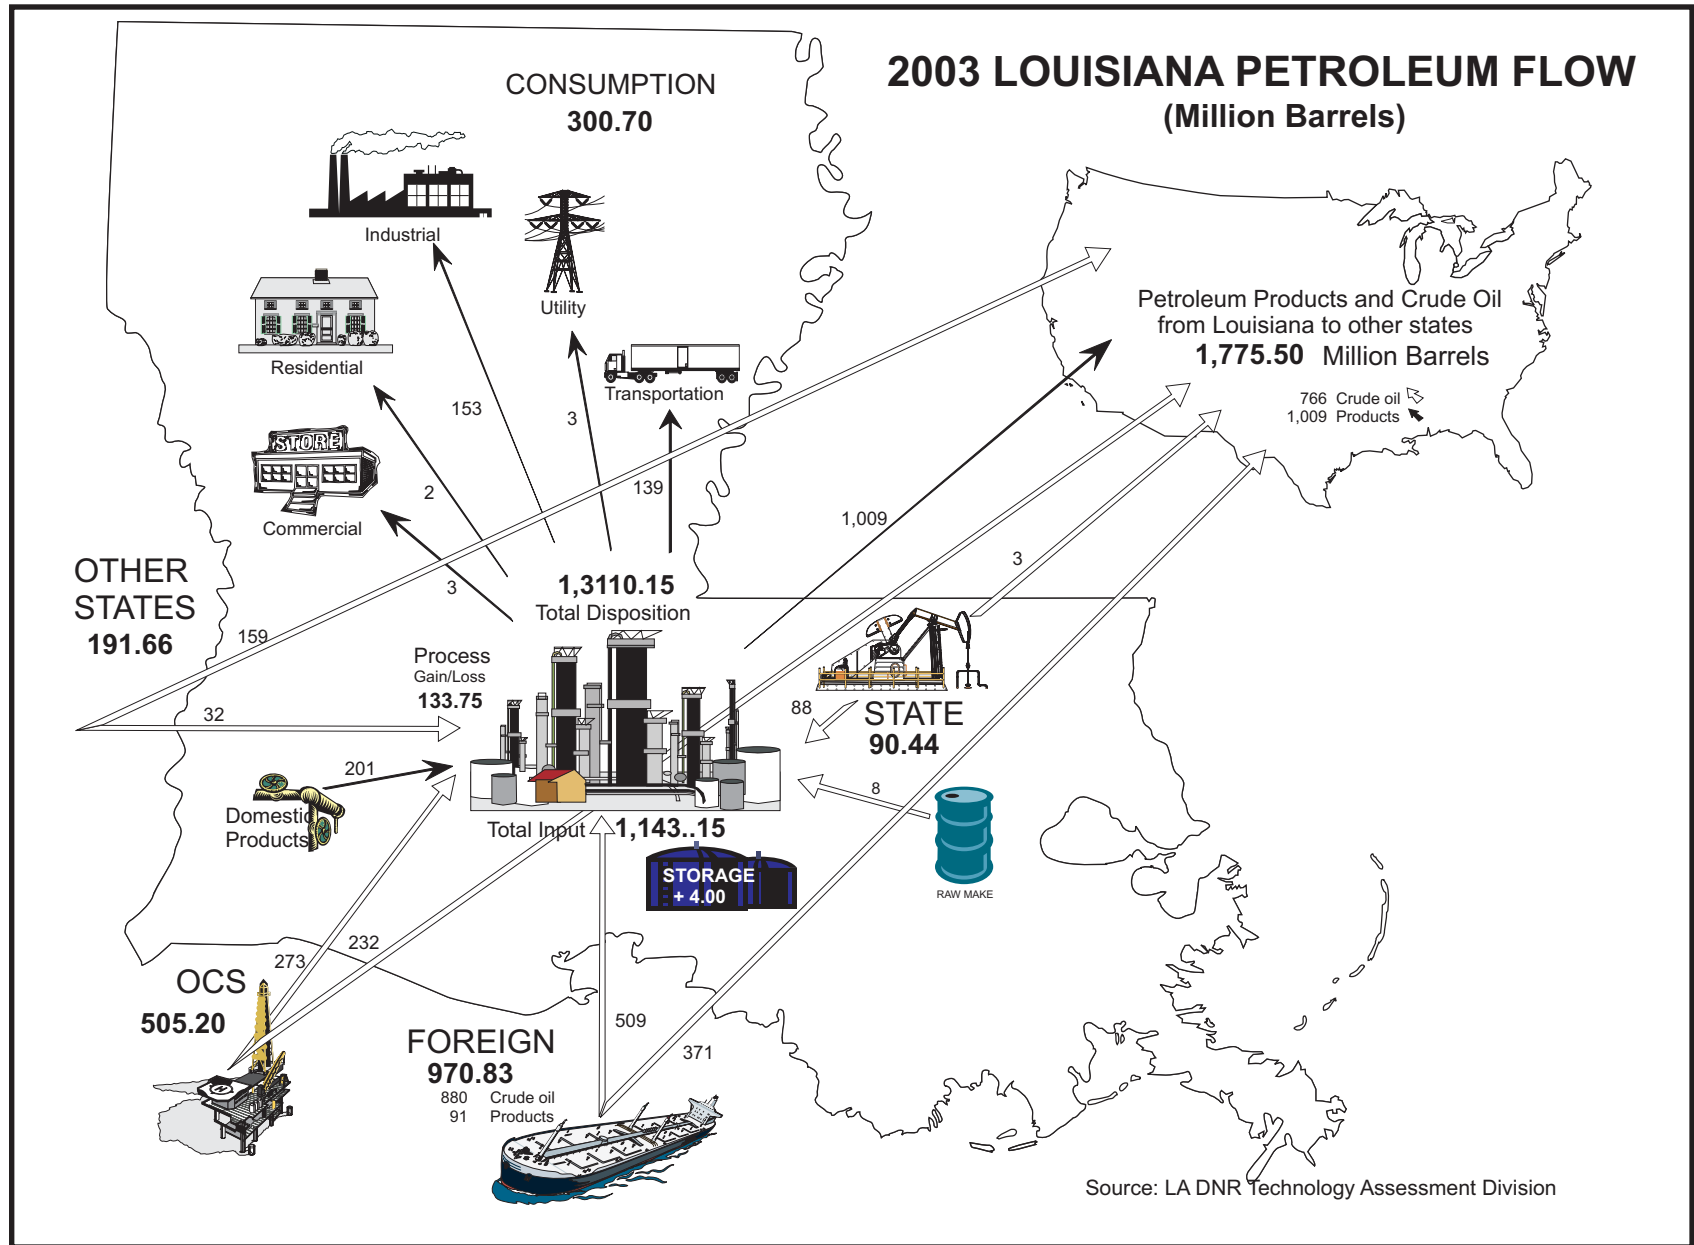 2003 LOUISIANA PETROLEUM FLOW
(Million Barrels)
CONSUMPTION
300.70
Industrial
Utility
Residential
Transportation
STORE
Commercial
153
3
2
139
3
1,009
3
Petroleum Products and Crude Oil
from Louisiana to other states
1,775.50 Million Barrels
766 Crude oil
1,009 Products
OTHER
STATES
191.66
159
32
1,3110.15
Total Disposition
Process
Gain/Loss
133.75
88
STATE
90.44
201
Domestic
Products
8
RAW MAKE
Total Input 1,143..15
STORAGE
+ 4.00
232
273
OCS
505.20
H
FOREIGN
970.83
880 Crude oil
91 Products
509
371
Source: LA DNR Technology Assessment Division